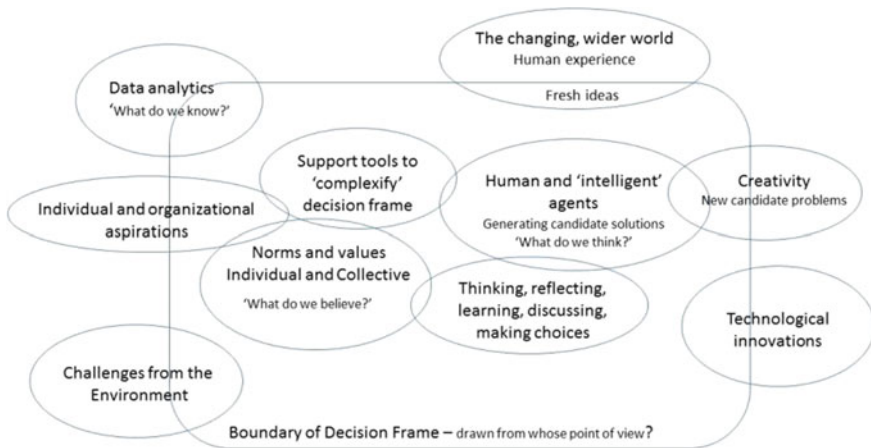 The changing, wider world
Human experience
Fresh ideas
Data analytics
‘What do we know?’
Support tools to
‘complexify’
decision frame
Human and ‘intelligent’
agents
Generating candidate solutions
‘What do we think?’
Creativity
New candidate problems
Individual and organizational
aspirations
Norms and values
Individual and Collective
‘What do we believe?’
Thinking, reflecting,
learning, discussing,
making choices
Technological
innovations
Challenges from the
Environment
Boundary of Decision Frame – drawn from whose point of view?